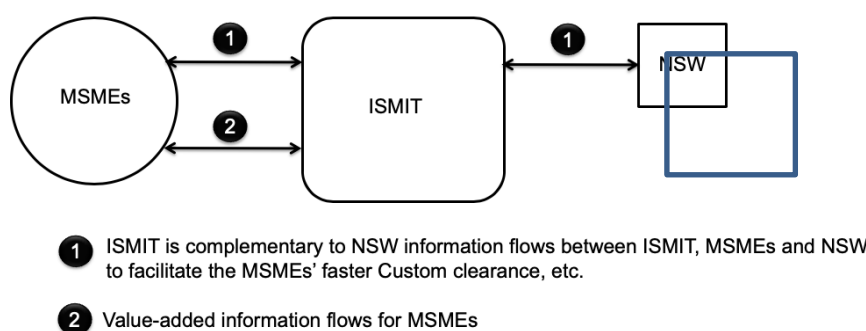 1 1
MSMEs ISMIT NSW
2
1 ISMIT is complementary to NSW information flows between ISMIT, MSMEs and NSW
to facilitate the MSMEs' faster Custom clearance, etc.
2 Value-added information flows for MSMEs